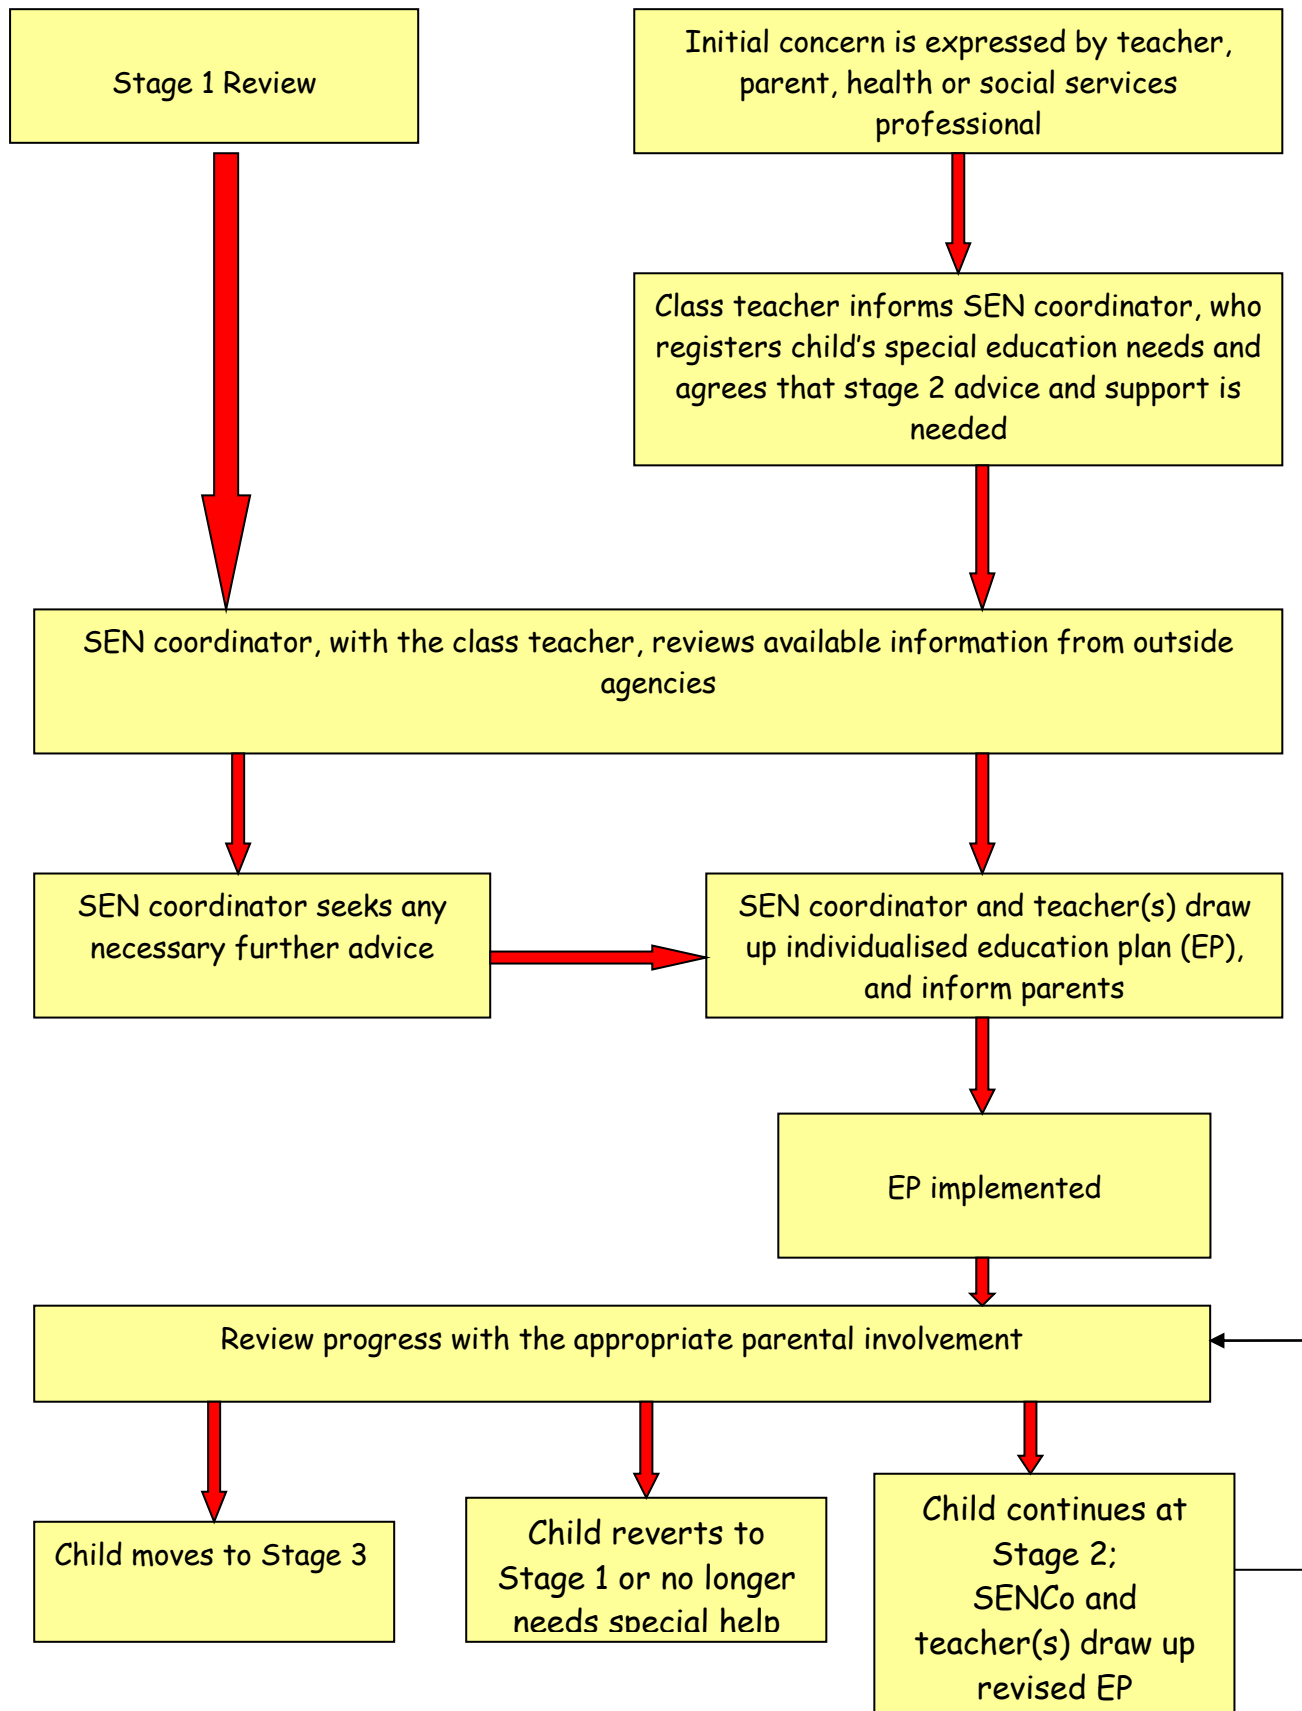 Stage 1 Review
Initial concern is expressed by teacher,
parent, health or social services
professional
Class teacher informs SEN coordinator, who
registers child's special education needs and
agrees that stage 2 advice and support is
needed
SEN coordinator, with the class teacher, reviews available information from outside
agencies
SEN coordinator seeks any
necessary further advice
SEN coordinator and teacher(s) draw
up individualised education plan (EP),
and inform parents
EP implemented
Review progress with the appropriate parental involvement
Child moves to Stage 3
Child reverts to
Stage 1 or no longer
needs special help
Child continues at
Stage 2;
SENCo and
teacher(s) draw up
revised EP